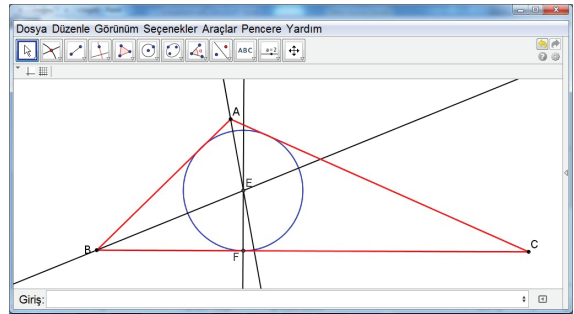 Dosya Düzenle Görünüm Seçenekler Araçlar Pencere Yardım
ABC a=2
A
E
B
F
C
Giriş: